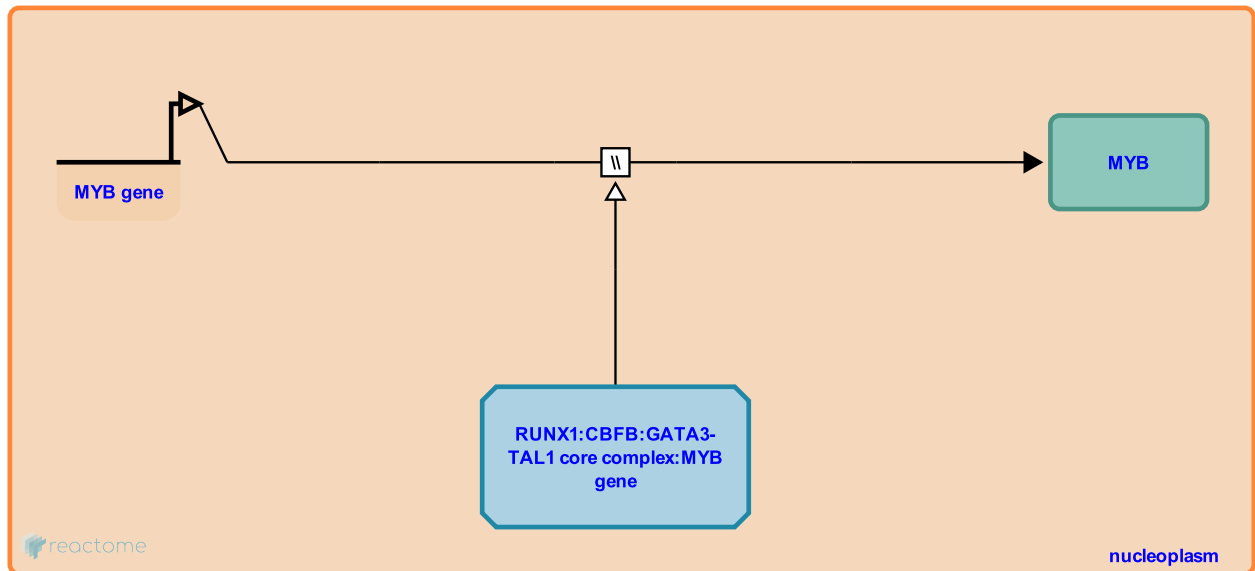 MYB gene
\\
MYB
RUNX1:CBFB:GATA3-
TAL1 core complex:MYB
gene
reactome
nucleoplasm